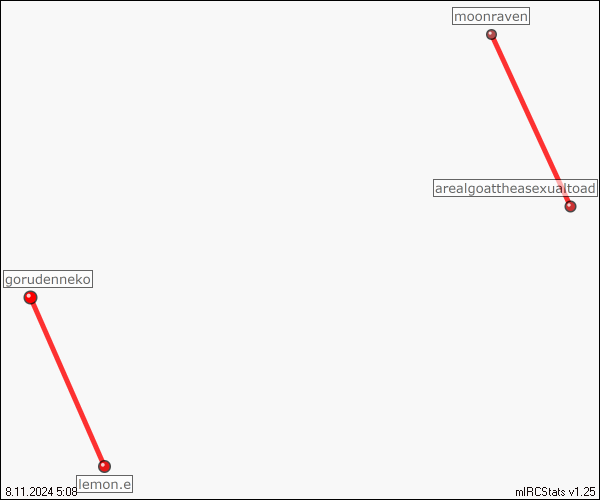 moonraven
arealgoattheasexualtoad
gorudenneko
lemon.e
8.11.2024 5:08
mIRCStats v1.25